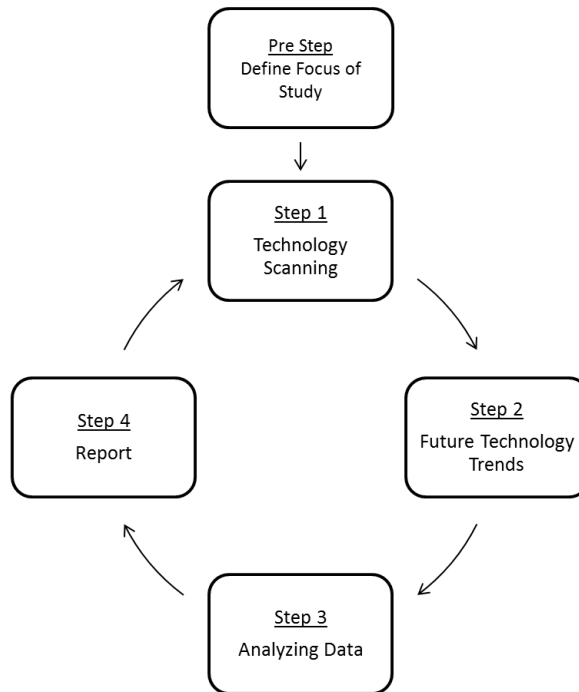 Pre Step
Define Focus of
Study
Step 1
Technology
Scanning
Step 2
Future Technology
Trends
Step 3
Analyzing Data
Step 4
Report